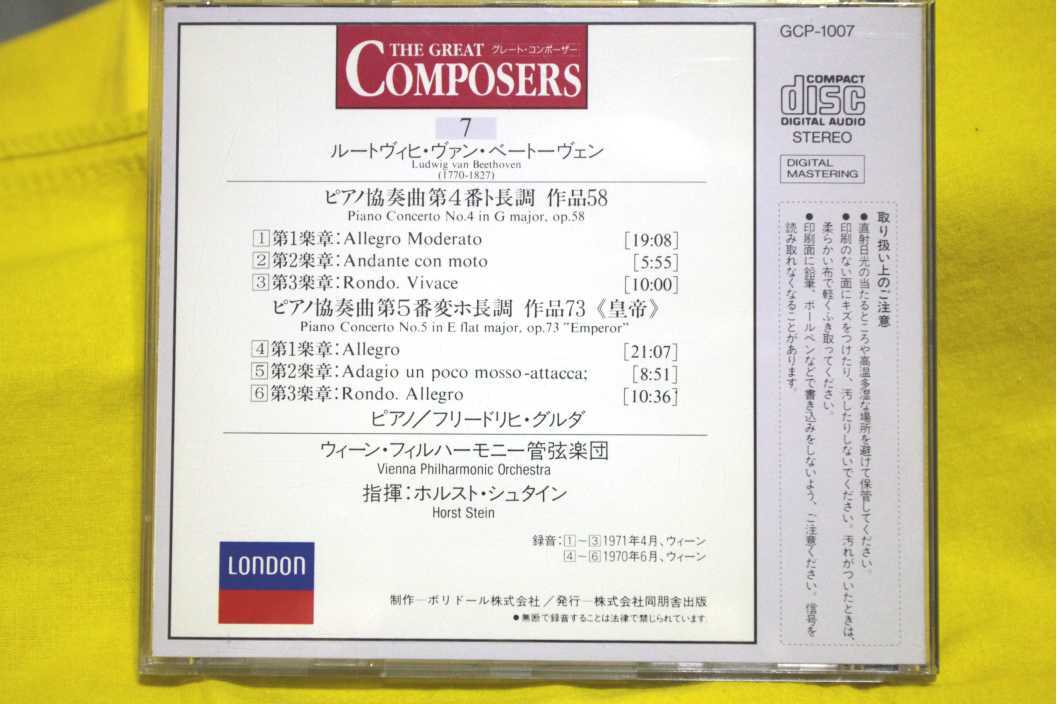 THE GREAT グレート・コンポーザー
COMPOSERS
7
ルートヴィヒ・ヴァン・ベートーヴェン
Ludwig van Beethoven
(1770-1827)
ピアノ協奏曲第4番ト長調 作品58
Piano Concerto No.4 in G major, op.58
1 第1楽章:Allegro Moderato [19:08]
2 第2楽章:Andante con moto [5:55]
3 第3楽章:Rondo. Vivace [10:00]
ピアノ協奏曲第5番変ホ長調 作品73《皇帝》
Piano Concerto No.5 in E flat major, op.73 "Emperor"
4 第1楽章:Allegro [21:07]
5 第2楽章:Adagio un poco mosso-attacca; [8:51]
6 第3楽章:Rondo. Allegro [10:36]
ピアノ/フリードリヒ・グルダ
ウィーン・フィルハーモニー管弦楽団
Vienna Philharmonic Orchestra
指揮:ホルスト・シュタイン
Horst Stein
録音:1~3 1971年4月、ウィーン
4~6 1970年6月、ウィーン
LONDON
制作—ポリドール株式会社/発行—株式会社同朋舎出版
●無断で録音することは法律で禁じられています。
GCP-1007
COMPACT
disc
DIGITAL AUDIO
STEREO
DIGITAL
MASTERING
取り扱い上のご注意
●直射日光の当たるところや高温多湿な場所を避けて保管してください。
●印刷のない面にキズをつけたり、汚したりしないでください。汚れがついたときは、
柔らかい布で軽くふき取ってください。
●印刷面に鉛筆、ボールペンなどで書き込みをしないよう、ご注意ください。信号を
読み取れなくなることがあります。